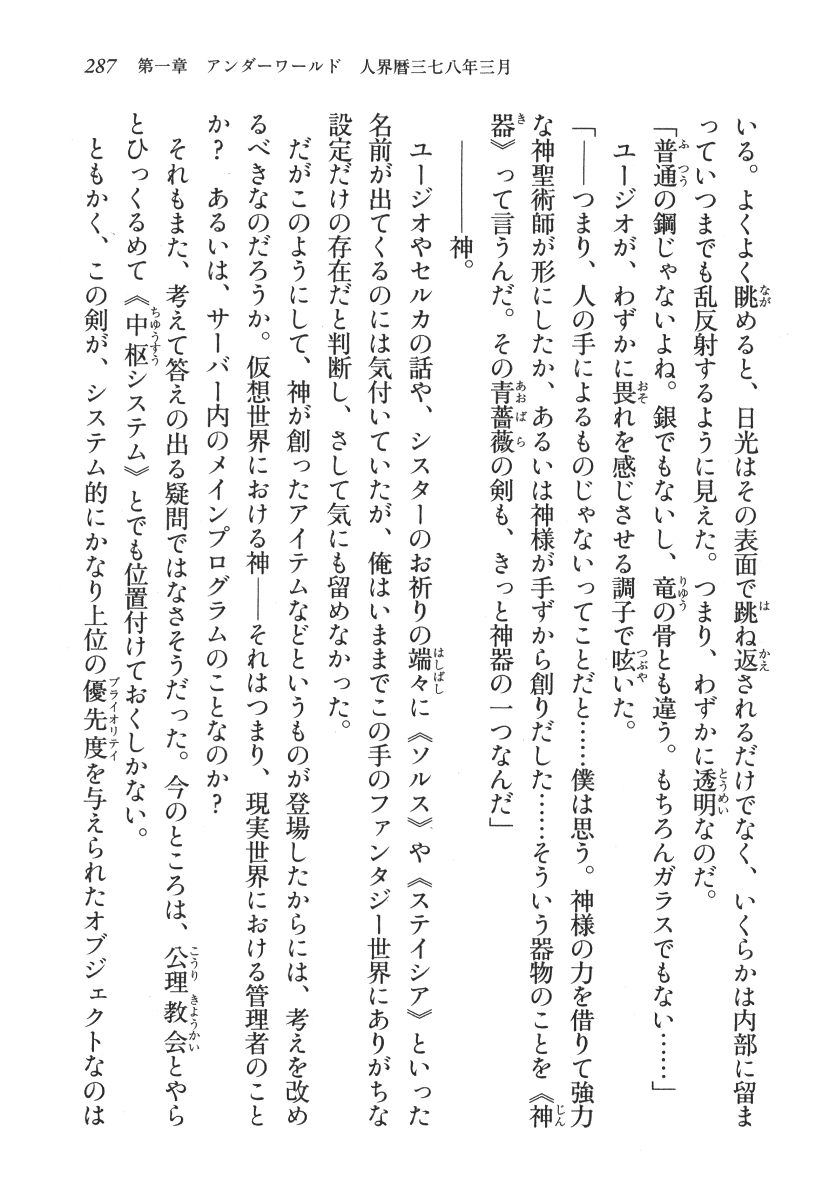 287　第一章　アンダーワールド　人界暦三七八年三月
いる。よくよく眺めると、日光はその表面で跳ね返されるだけでなく、いくらかは内部に留ま
っていつまでも乱反射するように見えた。つまり、わずかに透明なのだ。
「普通の鋼じゃないよね。銀でもないし、竜の骨とも違う。もちろんガラスでもない……」
　ユージオが、わずかに畏れを感じさせる調子で呟いた。
「――つまり、人の手によるものじゃないってことだと……僕は思う。神様の力を借りて強力
な神聖術師が形にしたか、あるいは神様が手ずから創りだした……そういう器物のことを《神
器》って言うんだ。その青薔薇の剣も、きっと神器の一つなんだ」
　――――神。
　ユージオやセルカの話や、シスターのお祈りの端々に《ソルス》や《ステイシア》といった
名前が出てくるのには気付いていたが、俺はいままでこの手のファンタジー世界にありがちな
設定だけの存在だと判断し、さして気にも留めなかった。
　だがこのようにして、神が創ったアイテムなどというものが登場したからには、考えを改め
るべきなのだろうか。仮想世界における神――それはつまり、現実世界における管理者のこと
か？　あるいは、サーバー内のメインプログラムのことなのか？
　それもまた、考えて答えの出る疑問ではなさそうだった。今のところは、公理教会とやら
とひっくるめて《中枢システム》とでも位置付けておくしかない。
　ともかく、この剣が、システム的にかなり上位の優先度を与えられたオブジェクトなのは